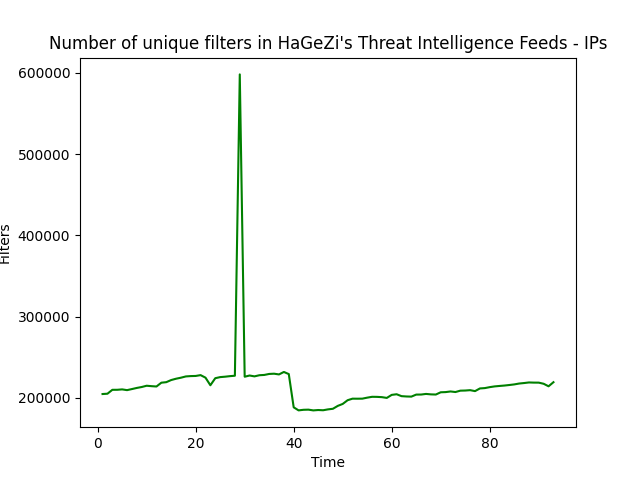 Number of unique filters in HaGeZi's Threat Intelligence Feeds - IPs
600000
500000
400000
300000
200000
Filters
0 20 40 60 80
Time